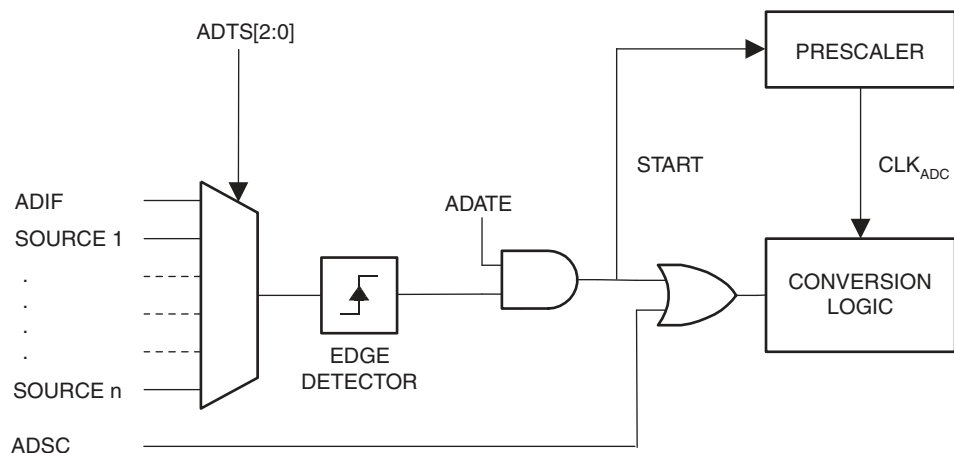 ADTS[2:0]
PRESCALER
START
CLKADC
ADIF
ADATE
SOURCE 1
.
.
.
.
CONVERSION
LOGIC
EDGE
DETECTOR
SOURCE n
ADSC